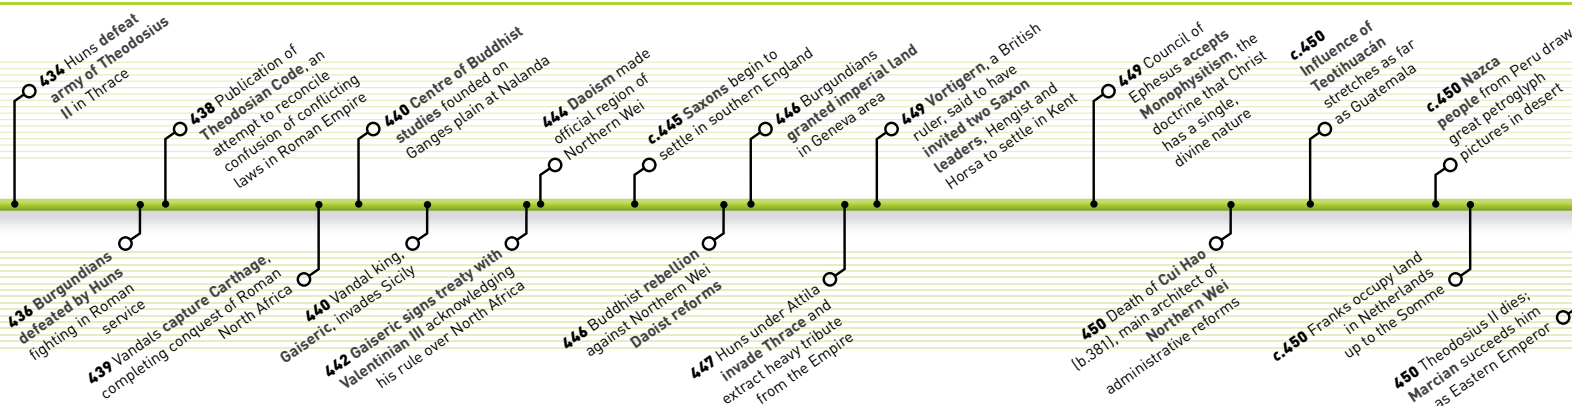 434 Huns defeat
army of Theodosius
II in Thrace
438 Publication of
Theodosian Code, an
attempt to reconcile
confusion of conflicting
laws in Roman Empire
440 Centre of Buddhist
studies founded on
Ganges plain at Nalanda
444 Daoism made
official region of
Northern Wei
c.445 Saxons begin to
settle in southern England
446 Burgundians
granted imperial land
in Geneva area
449 Vortigern, a British
ruler, said to have
invited two Saxon
leaders, Hengist and
Horsa to settle in Kent
449 Council of
Ephesus accepts
Monophysitism, the
doctrine that Christ
has a single,
divine nature
c.450
Influence of
Teotihuacán
stretches as far
as Guatemala
c.450 Nazca
people from Peru draw
great petroglyph
pictures in desert
436 Burgundians
defeated by Huns
fighting in Roman
service
439 Vandals capture Carthage,
completing conquest of Roman
North Africa
440 Vandal king,
Gaiseric, invades Sicily
442 Gaiseric signs treaty with
Valentinian III acknowledging
his rule over North Africa
446 Buddhist rebellion
against Northern Wei
Daoist reforms
447 Huns under Attila
invade Thrace and
extract heavy tribute
from the Empire
450 Death of Cui Hao
[b.381], main architect of
Northern Wei
administrative reforms
c.450 Franks occupy land
in Netherlands
up to the Somme
450 Theodosius II dies;
Marcian succeeds him
as Eastern Emperor